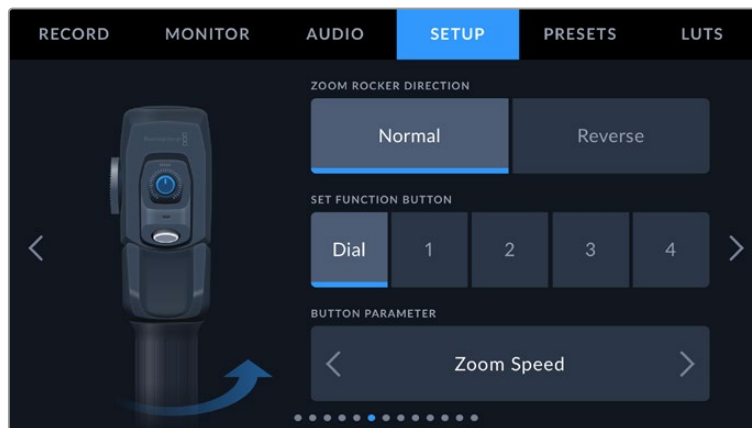 RECORD MONITOR AUDIO SETUP PRESETS LUTS
ZOOM ROCKER DIRECTION
Normal Reverse
SET FUNCTION BUTTON
Dial 1 2 3 4
BUTTON PARAMETER
Zoom Speed